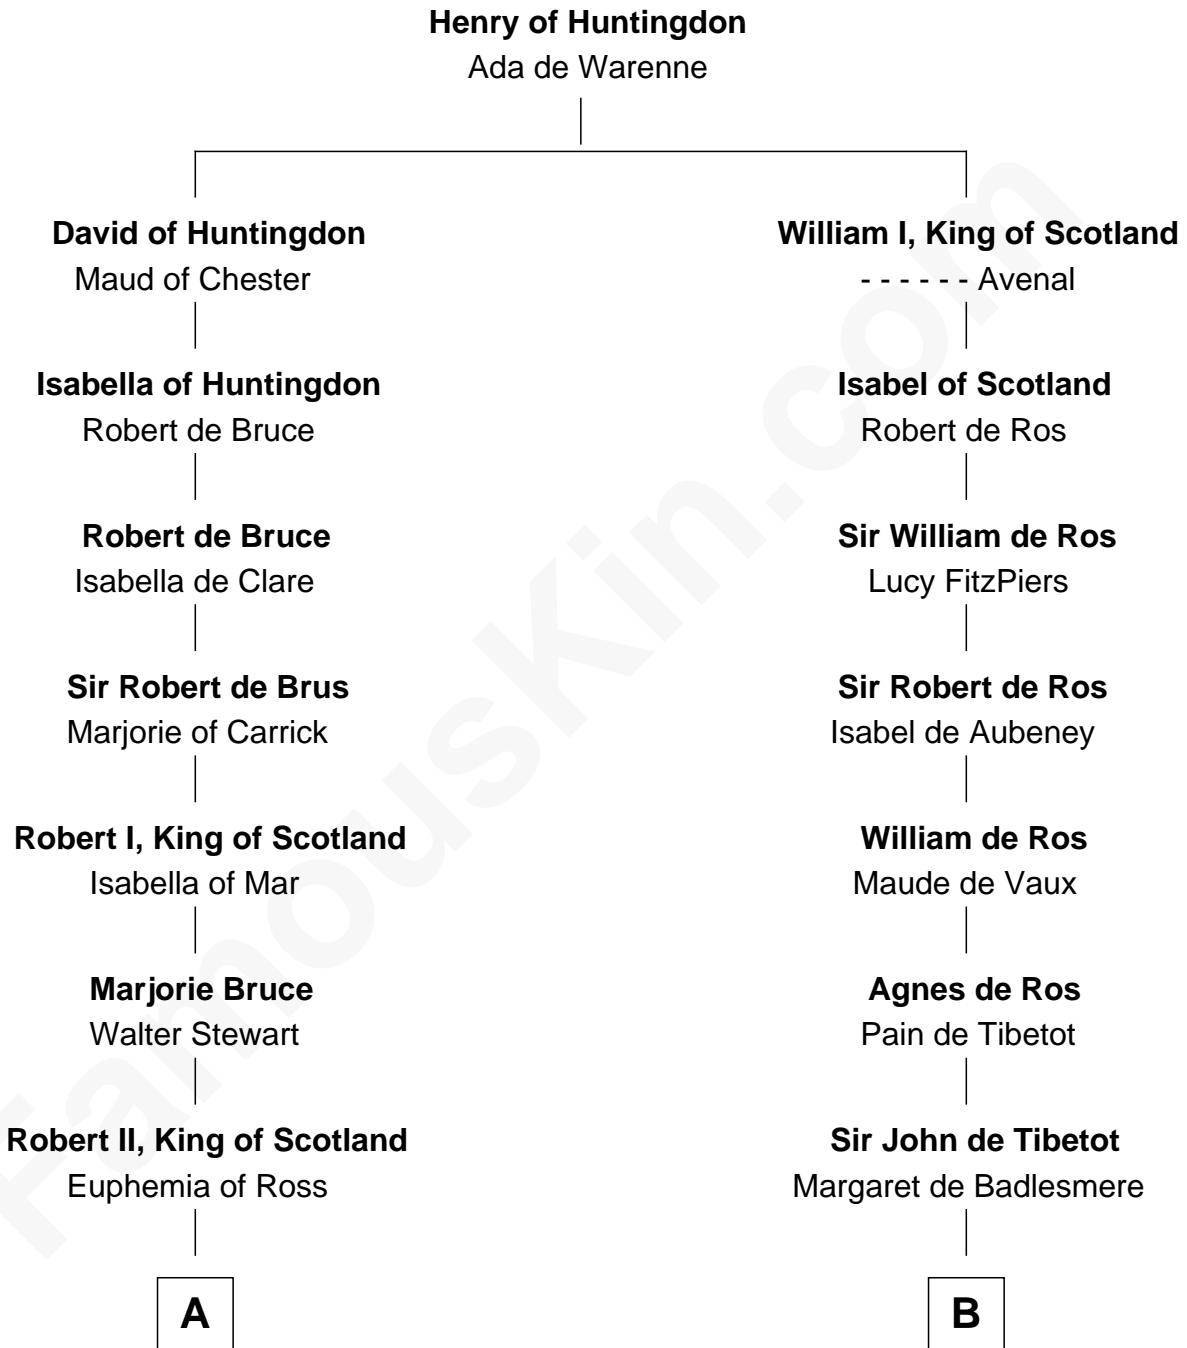 Henry of Huntingdon
Ada de Warenne
David of Huntingdon
Maud of Chester
William I, King of Scotland
- - - - - - Avenal
Isabella of Huntingdon
Robert de Bruce
Isabel of Scotland
Robert de Ros
Robert de Bruce
Isabella de Clare
Sir William de Ros
Lucy FitzPiers
Sir Robert de Brus
Marjorie of Carrick
Sir Robert de Ros
Isabel de Aubeney
Robert I, King of Scotland
Isabella of Mar
William de Ros
Maude de Vaux
Marjorie Bruce
Walter Stewart
Agnes de Ros
Pain de Tibetot
Robert II, King of Scotland
Euphemia of Ross
Sir John de Tibetot
Margaret de Badlesmere
A
B
FamousKin.com